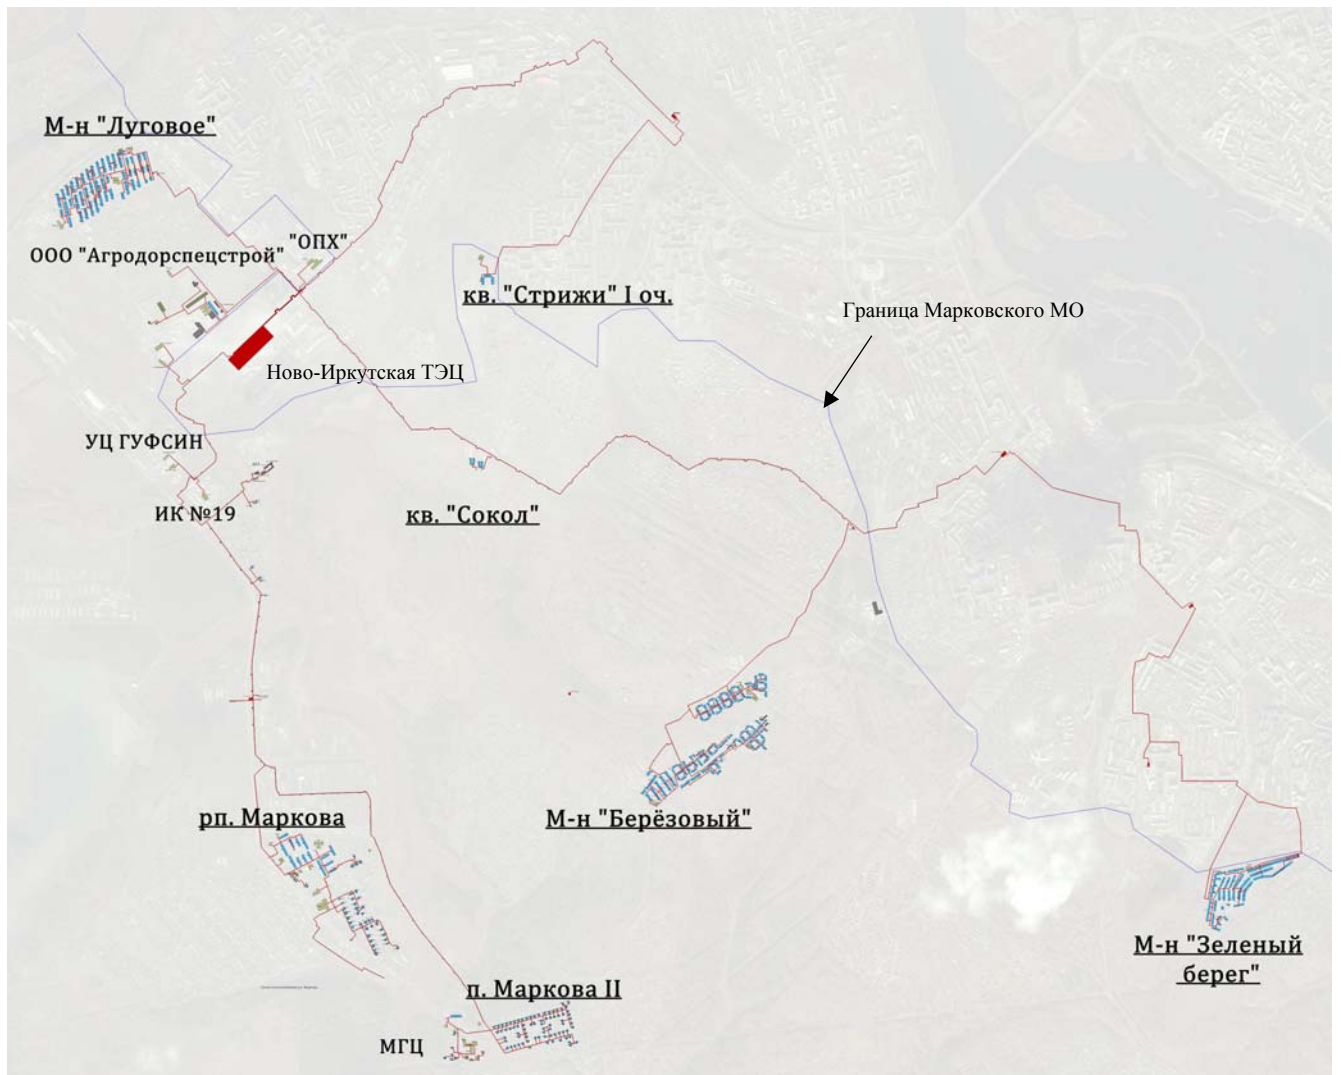 М-н "Луговое"
"ОПХ"
ООО "Агродорспецстрой"
кв. "Стрижи" I оч.
Граница Марковского МО
Ново-Иркутская ТЭЦ
УЦ ГУФСИН
ИК №19
кв. "Сокол"
рп. Маркова
М-н "Берёзовый"
М-н "Зеленый
берег"
п. Маркова II
МГЦ